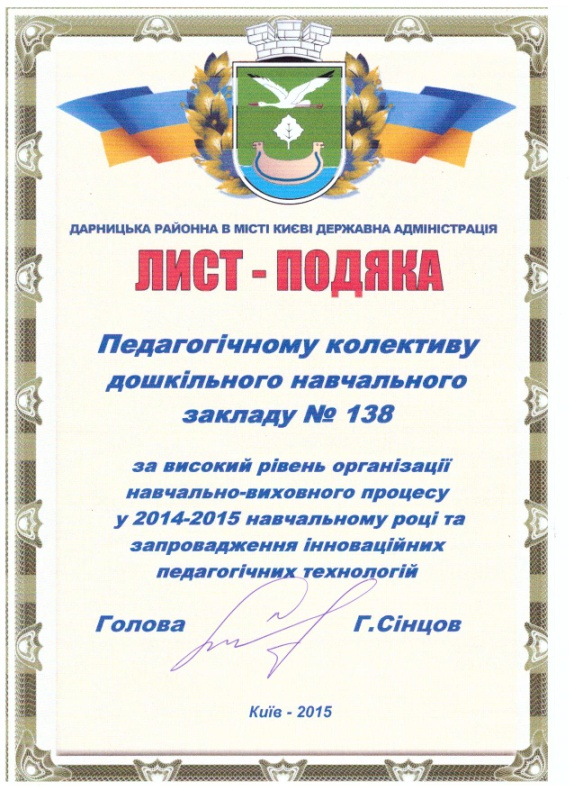 ДАРНИЦЬКА РАЙОННА В МІСТІ КИЄВІ ДЕРЖАВНА АДМІНІСТРАЦІЯ
ЛИСТ - ПОДЯКА
Педагогічному колективу
дошкільного навчального
закладу № 138
за високий рівень організації
навчально-виховного процесу
у 2014-2015 навчальному році та
запровадження інноваційних
педагогічних технологій
Голова Г.Сінцов
Київ - 2015